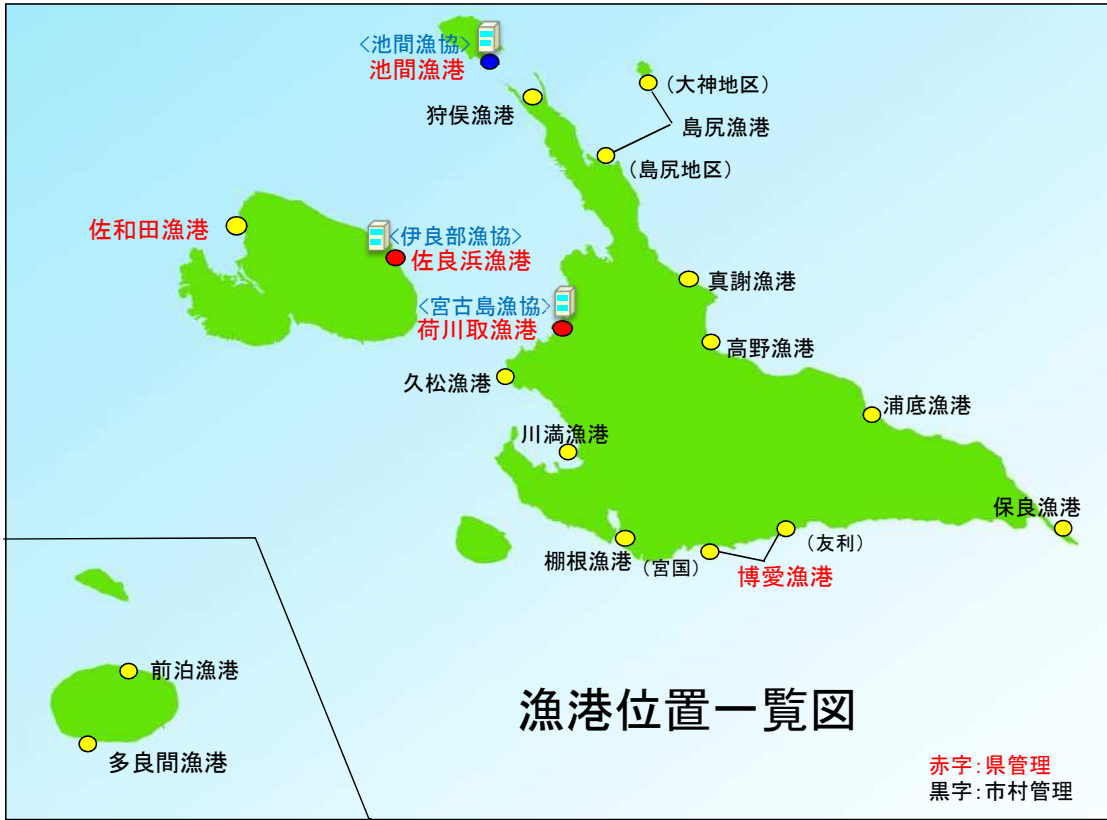 <池間漁協>
池間漁港
狩俣漁港
(大神地区)
島尻漁港
(島尻地区)
佐和田漁港
<伊良部漁協>
佐良浜漁港
<宮古島漁協>
荷川取漁港
真謝漁港
高野漁港
久松漁港
浦底漁港
川満漁港
保良漁港
棚根漁港
(宮国)
(友利)
博愛漁港
前泊漁港
多良間漁港
漁港位置一覧図
赤字:県管理
黒字:市村管理